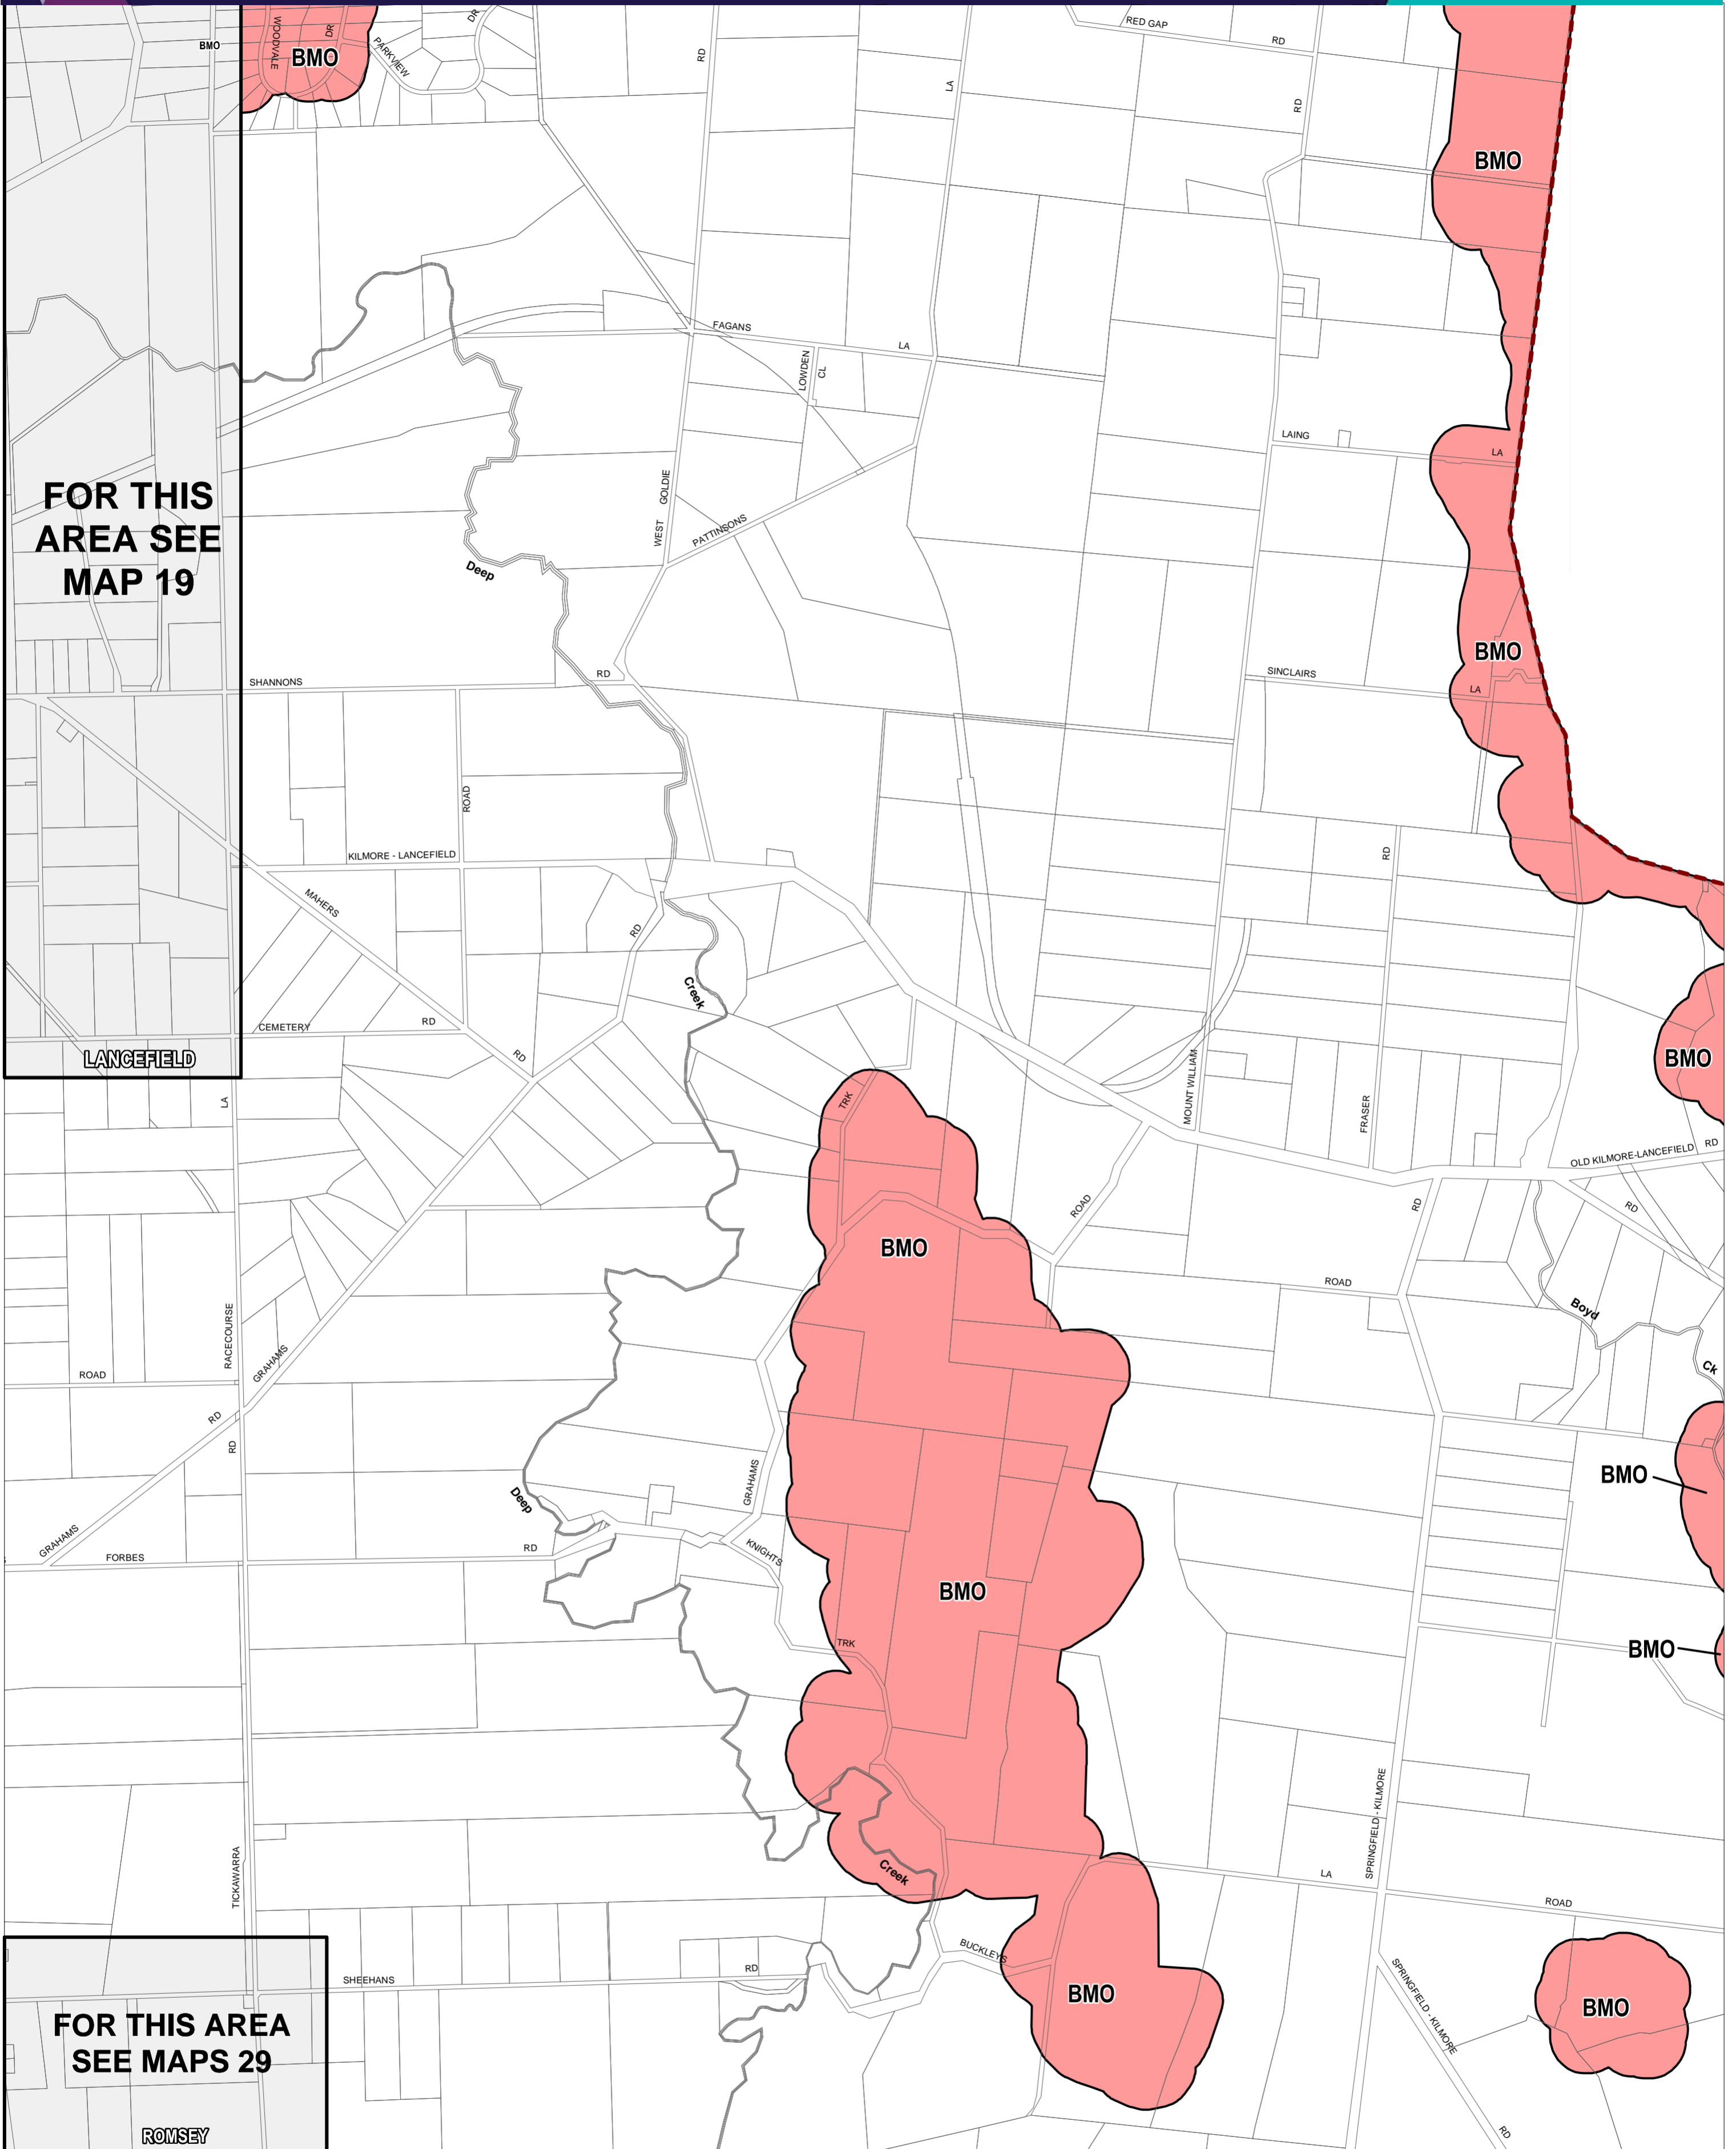 RED GAP
RD
WOODVALE
DR
DR
BMO
BMO
PARKVIEW
RD
LA
RD
BMO
FAGANS
LA
LOWDEN
CL
LAING
LA
FOR THIS
AREA SEE
MAP 19
WEST GOLDIE
PATTINSONS
Deep
BMO
SHANNONS
RD
SINCLAIRS
LA
ROAD
KILMORE - LANCEFIELD
RD
MAHERS
RD
Creek
CEMETERY
RD
RD
LANCEFIELD
BMO
LA
TRK
MOUNT WILLIAM
FRASER
OLD KILMORE-LANCEFIELD
RD
ROAD
RD
RD
BMO
ROAD
Boyd
Ck
RACECOURSE
GRAHAMS
ROAD
RD
RD
GRAHAMS
BMO
Deep
GRAHAMS
FORBES
RD
KNIGHTS
BMO
TRK
BMO
SPRINGFIELD - KILMORE
TICKAWARRA
Creek
LA
ROAD
BUCKLEYS
SHEEHANS
RD
BMO
SPRINGFIELD - KILMORE
BMO
FOR THIS AREA
SEE MAPS 29
ROMSEY
RD